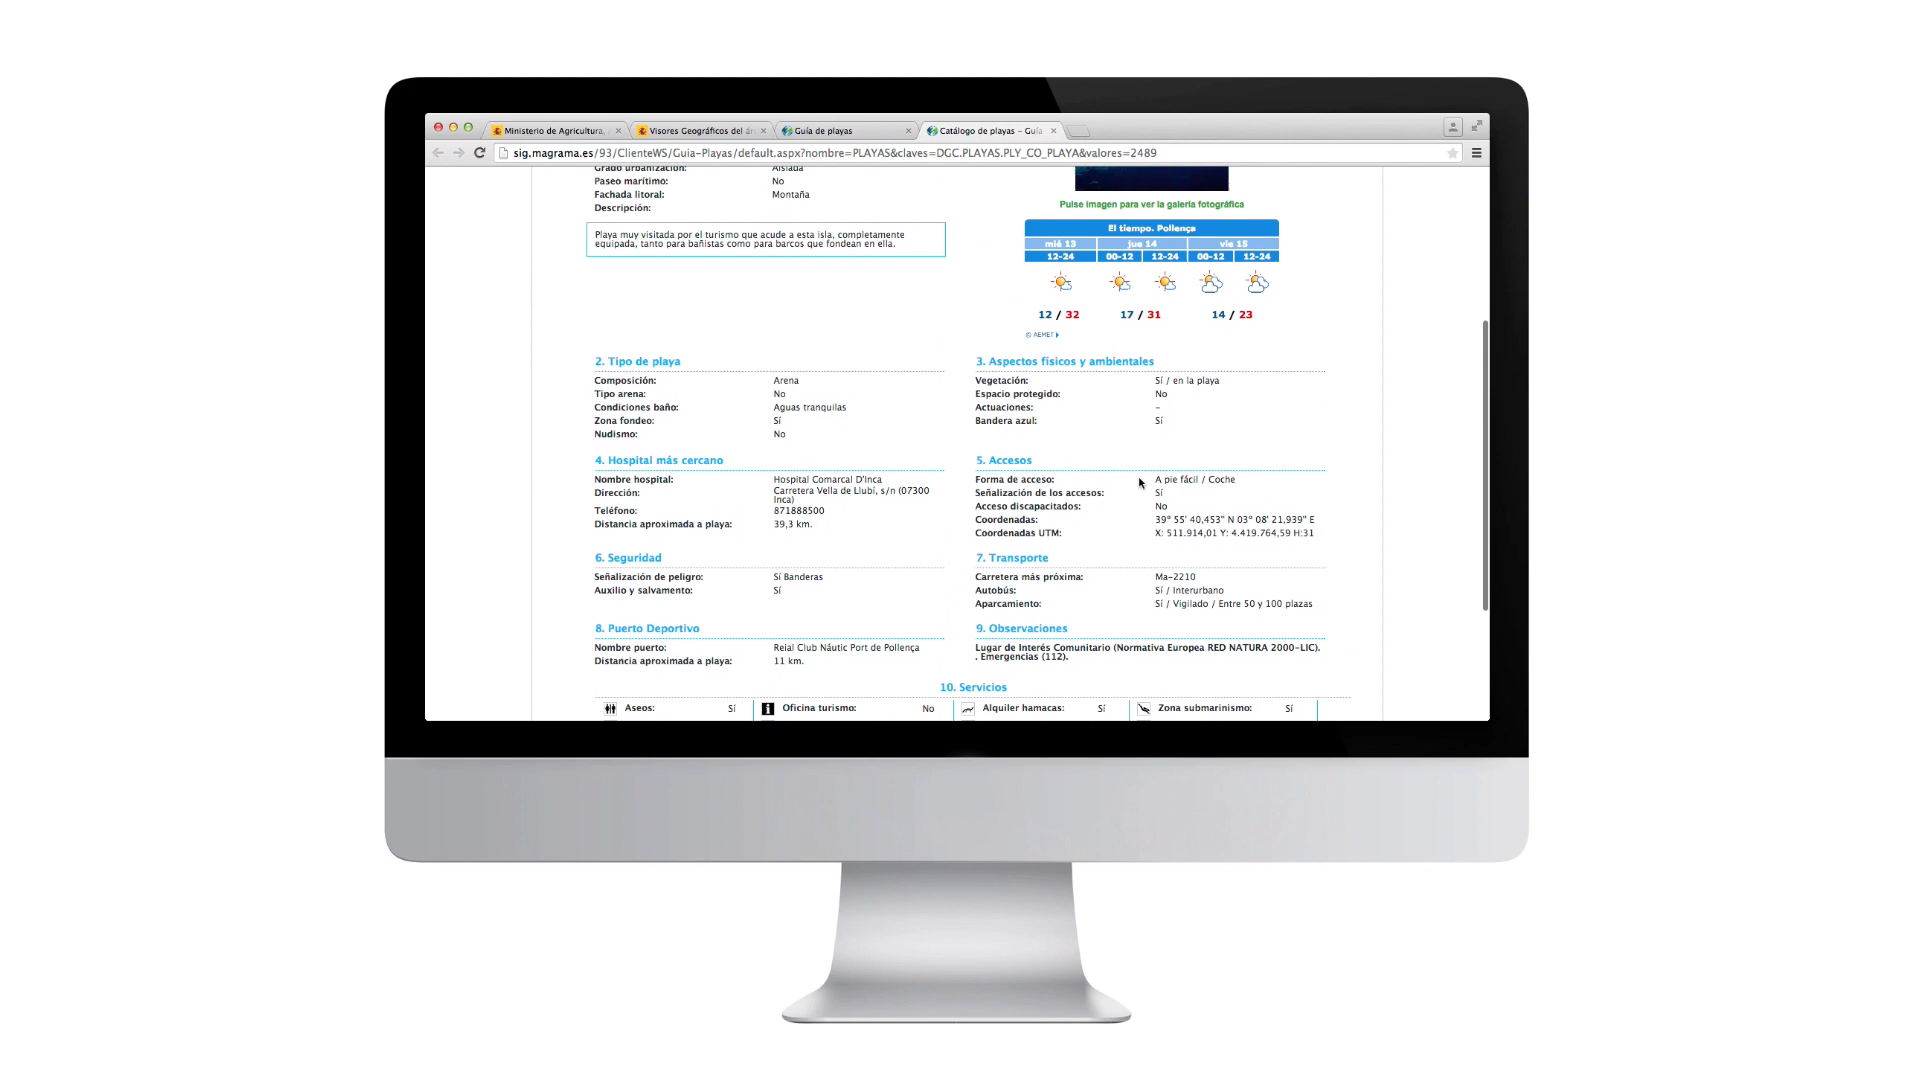 Ministerio de Agricultura,
Visores Geográficos del ár
Guía de playas
Catálogo de playas - Guía
sig.magrama.es/93/ClienteWS/Guia-Playas/default.aspx?nombre=PLAYAS&claves=DGC.PLAYAS.PLY_CO_PLAYA&valores=2489
Grado urbanización: Aislada
Paseo marítimo: No
Fachada litoral: Montaña
Descripción:
Playa muy visitada por el turismo que acude a esta isla, completamente
equipada, tanto para bañistas como para barcos que fondean en ella.
Pulse imagen para ver la galería fotográfica
El tiempo. Pollença
mié 13 jue 14 vie 15
12-24 00-12 12-24 00-12 12-24
12 / 32 17 / 31 14 / 23
© AEMET
2. Tipo de playa
Composición: Arena
Tipo arena: No
Condiciones baño: Aguas tranquilas
Zona fondeo: Sí
Nudismo: No
3. Aspectos físicos y ambientales
Vegetación: Sí / en la playa
Espacio protegido: No
Actuaciones: -
Bandera azul: Sí
4. Hospital más cercano
Nombre hospital: Hospital Comarcal D'Inca
Dirección: Carretera Vella de Llubí, s/n (07300
Inca)
Teléfono: 871888500
Distancia aproximada a playa: 39,3 km.
5. Accesos
Forma de acceso: A pie fácil / Coche
Señalización de los accesos: Sí
Acceso discapacitados: No
Coordenadas: 39º 55' 40,453" N 03º 08' 21,939" E
Coordenadas UTM: X: 511.914,01 Y: 4.419.764,59 H:31
6. Seguridad
Señalización de peligro: Sí Banderas
Auxilio y salvamento: Sí
7. Transporte
Carretera más próxima: Ma-2210
Autobús: Sí / Interurbano
Aparcamiento: Sí / Vigilado / Entre 50 y 100 plazas
8. Puerto Deportivo
Nombre puerto: Reial Club Nàutic Port de Pollença
Distancia aproximada a playa: 11 km.
9. Observaciones
Lugar de Interés Comunitario (Normativa Europea RED NATURA 2000-LIC).
. Emergencias (112).
10. Servicios
Aseos: Sí Oficina turismo: No Alquiler hamacas: Sí Zona submarinismo: Sí